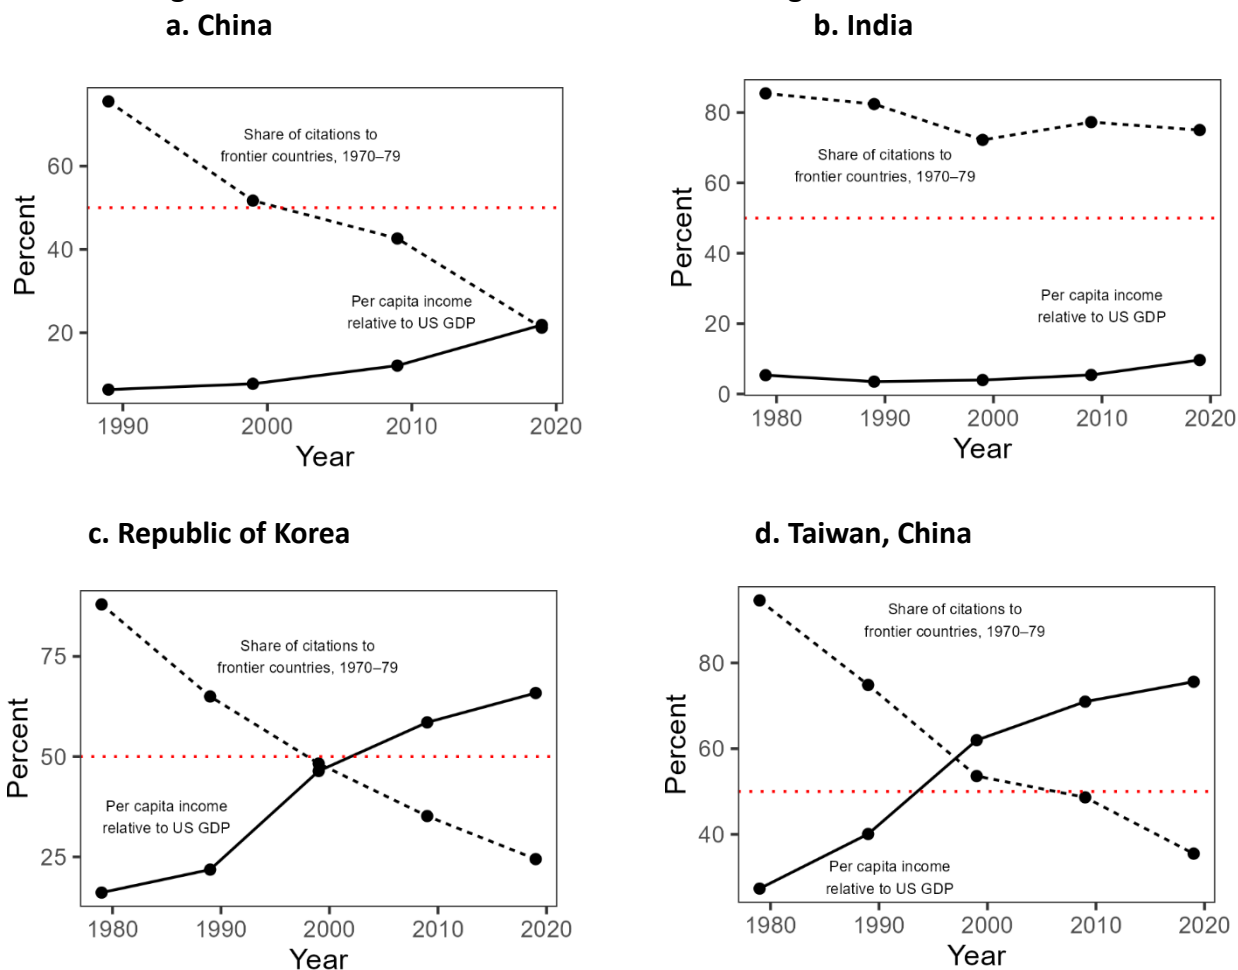 a. China
b. India
Percent
60
40
20
Share of citations to
frontier countries, 1970–79
Per capita income
relative to US GDP
1990
2000
2010
2020
Year
Percent
80
60
40
20
0
Share of citations to
frontier countries, 1970–79
Per capita income
relative to US GDP
1980
1990
2000
2010
2020
Year
c. Republic of Korea
d. Taiwan, China
Percent
75
50
25
Share of citations to
frontier countries, 1970–79
Per capita income
relative to US GDP
1980
1990
2000
2010
2020
Year
Percent
80
60
40
Share of citations to
frontier countries, 1970–79
Per capita income
relative to US GDP
1980
1990
2000
2010
2020
Year